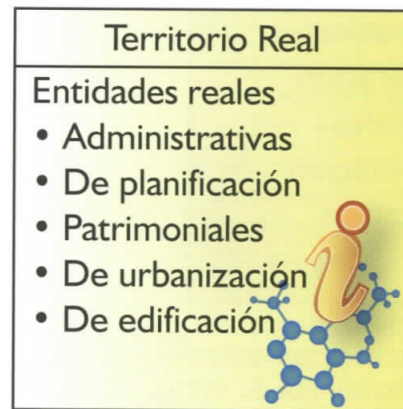 Territorio Real
Entidades reales
• Administrativas
• De planificación
• Patrimoniales
• De urbanización
• De edificación